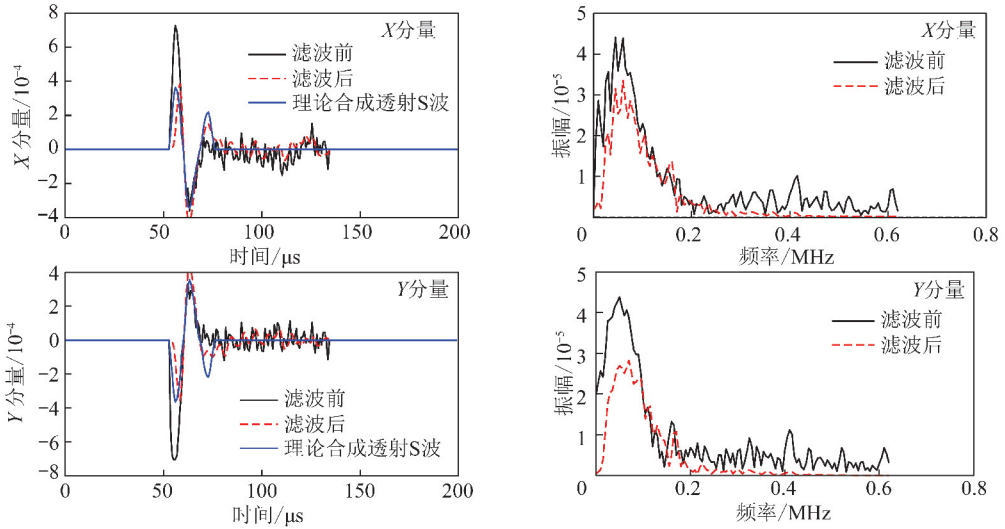 X分量
滤波前
滤波后
理论合成透射S波
X 分量/10⁻⁴
8
6
4
2
0
−2
−4
0
50
100
150
200
时间/μs
X分量
滤波前
滤波后
振幅/10⁻⁵
5
4
3
2
1
0
0.2
0.4
0.6
0.8
频率/MHz
Y分量
滤波前
滤波后
理论合成透射S波
Y 分量/10⁻⁴
4
2
0
−2
−4
−6
−8
0
50
100
150
200
时间/μs
Y分量
滤波前
滤波后
振幅/10⁻⁵
5
4
3
2
1
0
0.2
0.4
0.6
0.8
频率/MHz